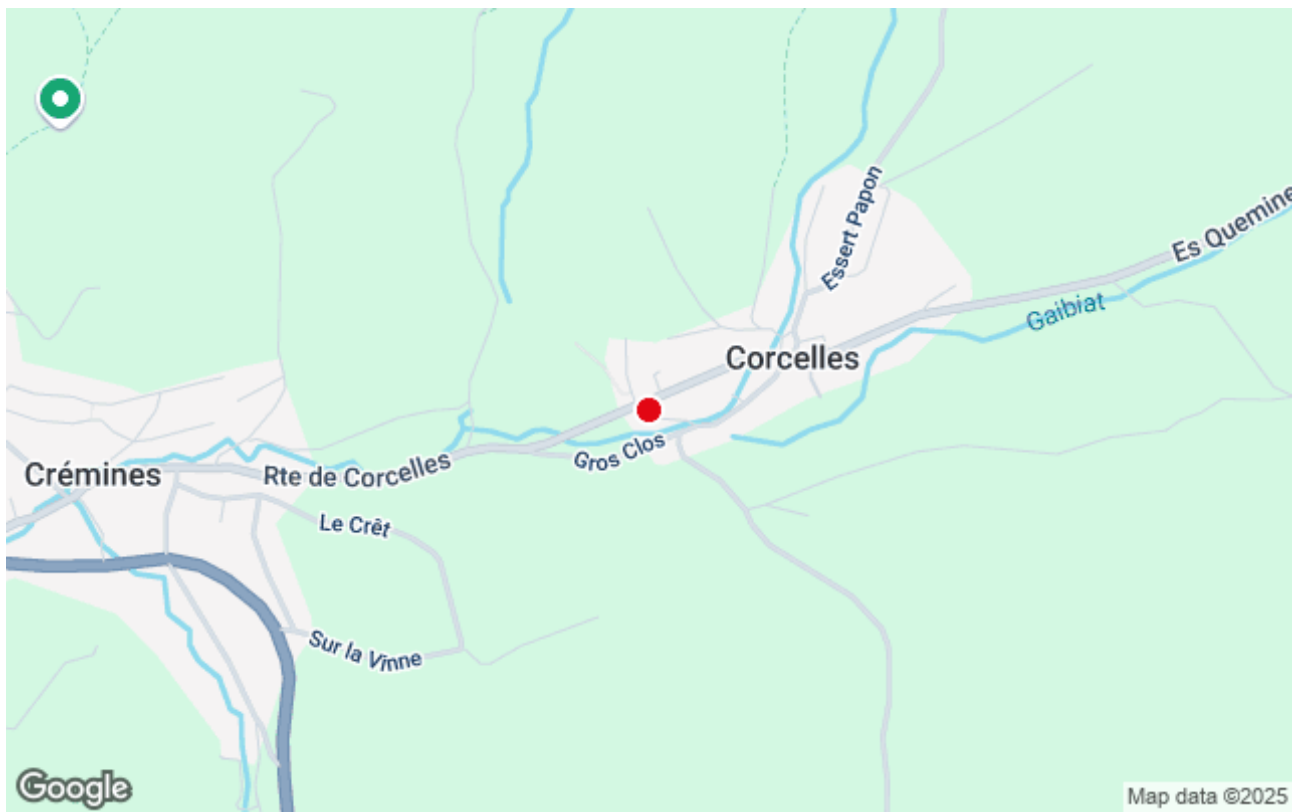 Essert Papon
Es Quemine
Gaibiat
Corcelles
Gros Clos
Rte de Corcelles
Crémines
Le Crêt
Sur la Vinne
Google
Map data ©2025